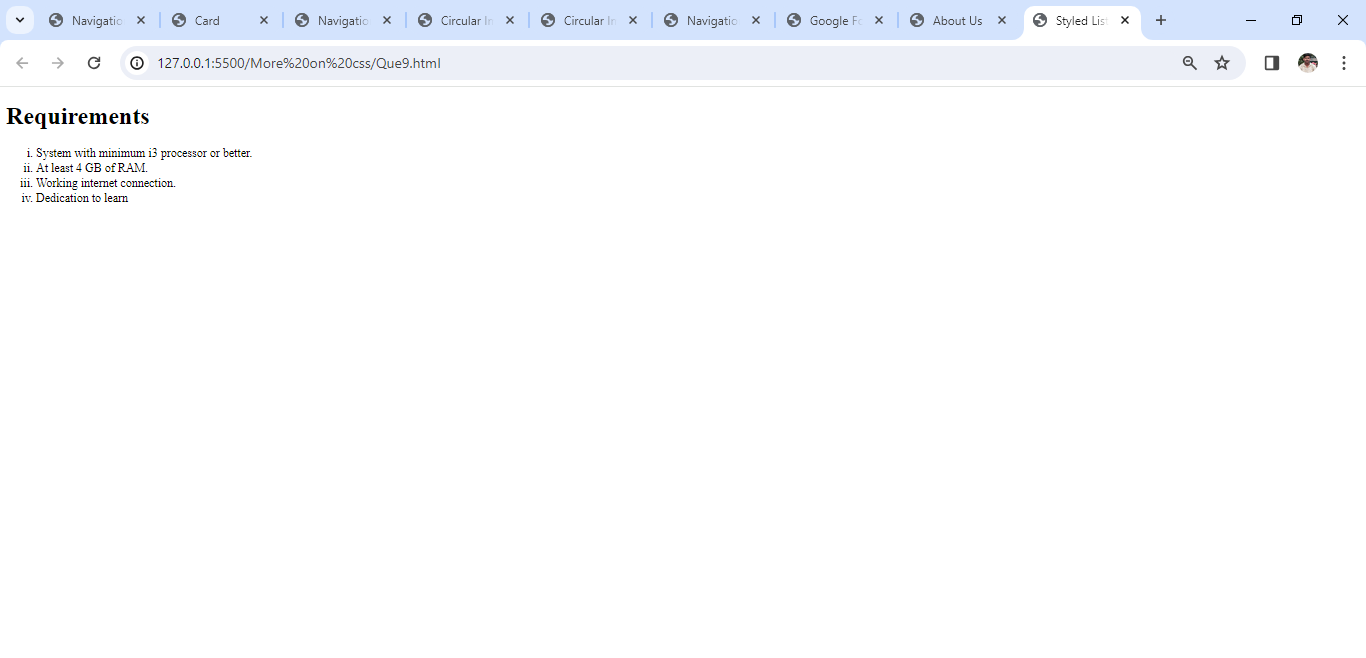 Navigatio Card Navigatio Circular In Circular In Navigatio Google Fo About Us Styled List
127.0.0.1:5500/More%20on%20css/Que9.html
Requirements
i. System with minimum i3 processor or better.
ii. At least 4 GB of RAM.
iii. Working internet connection.
iv. Dedication to learn